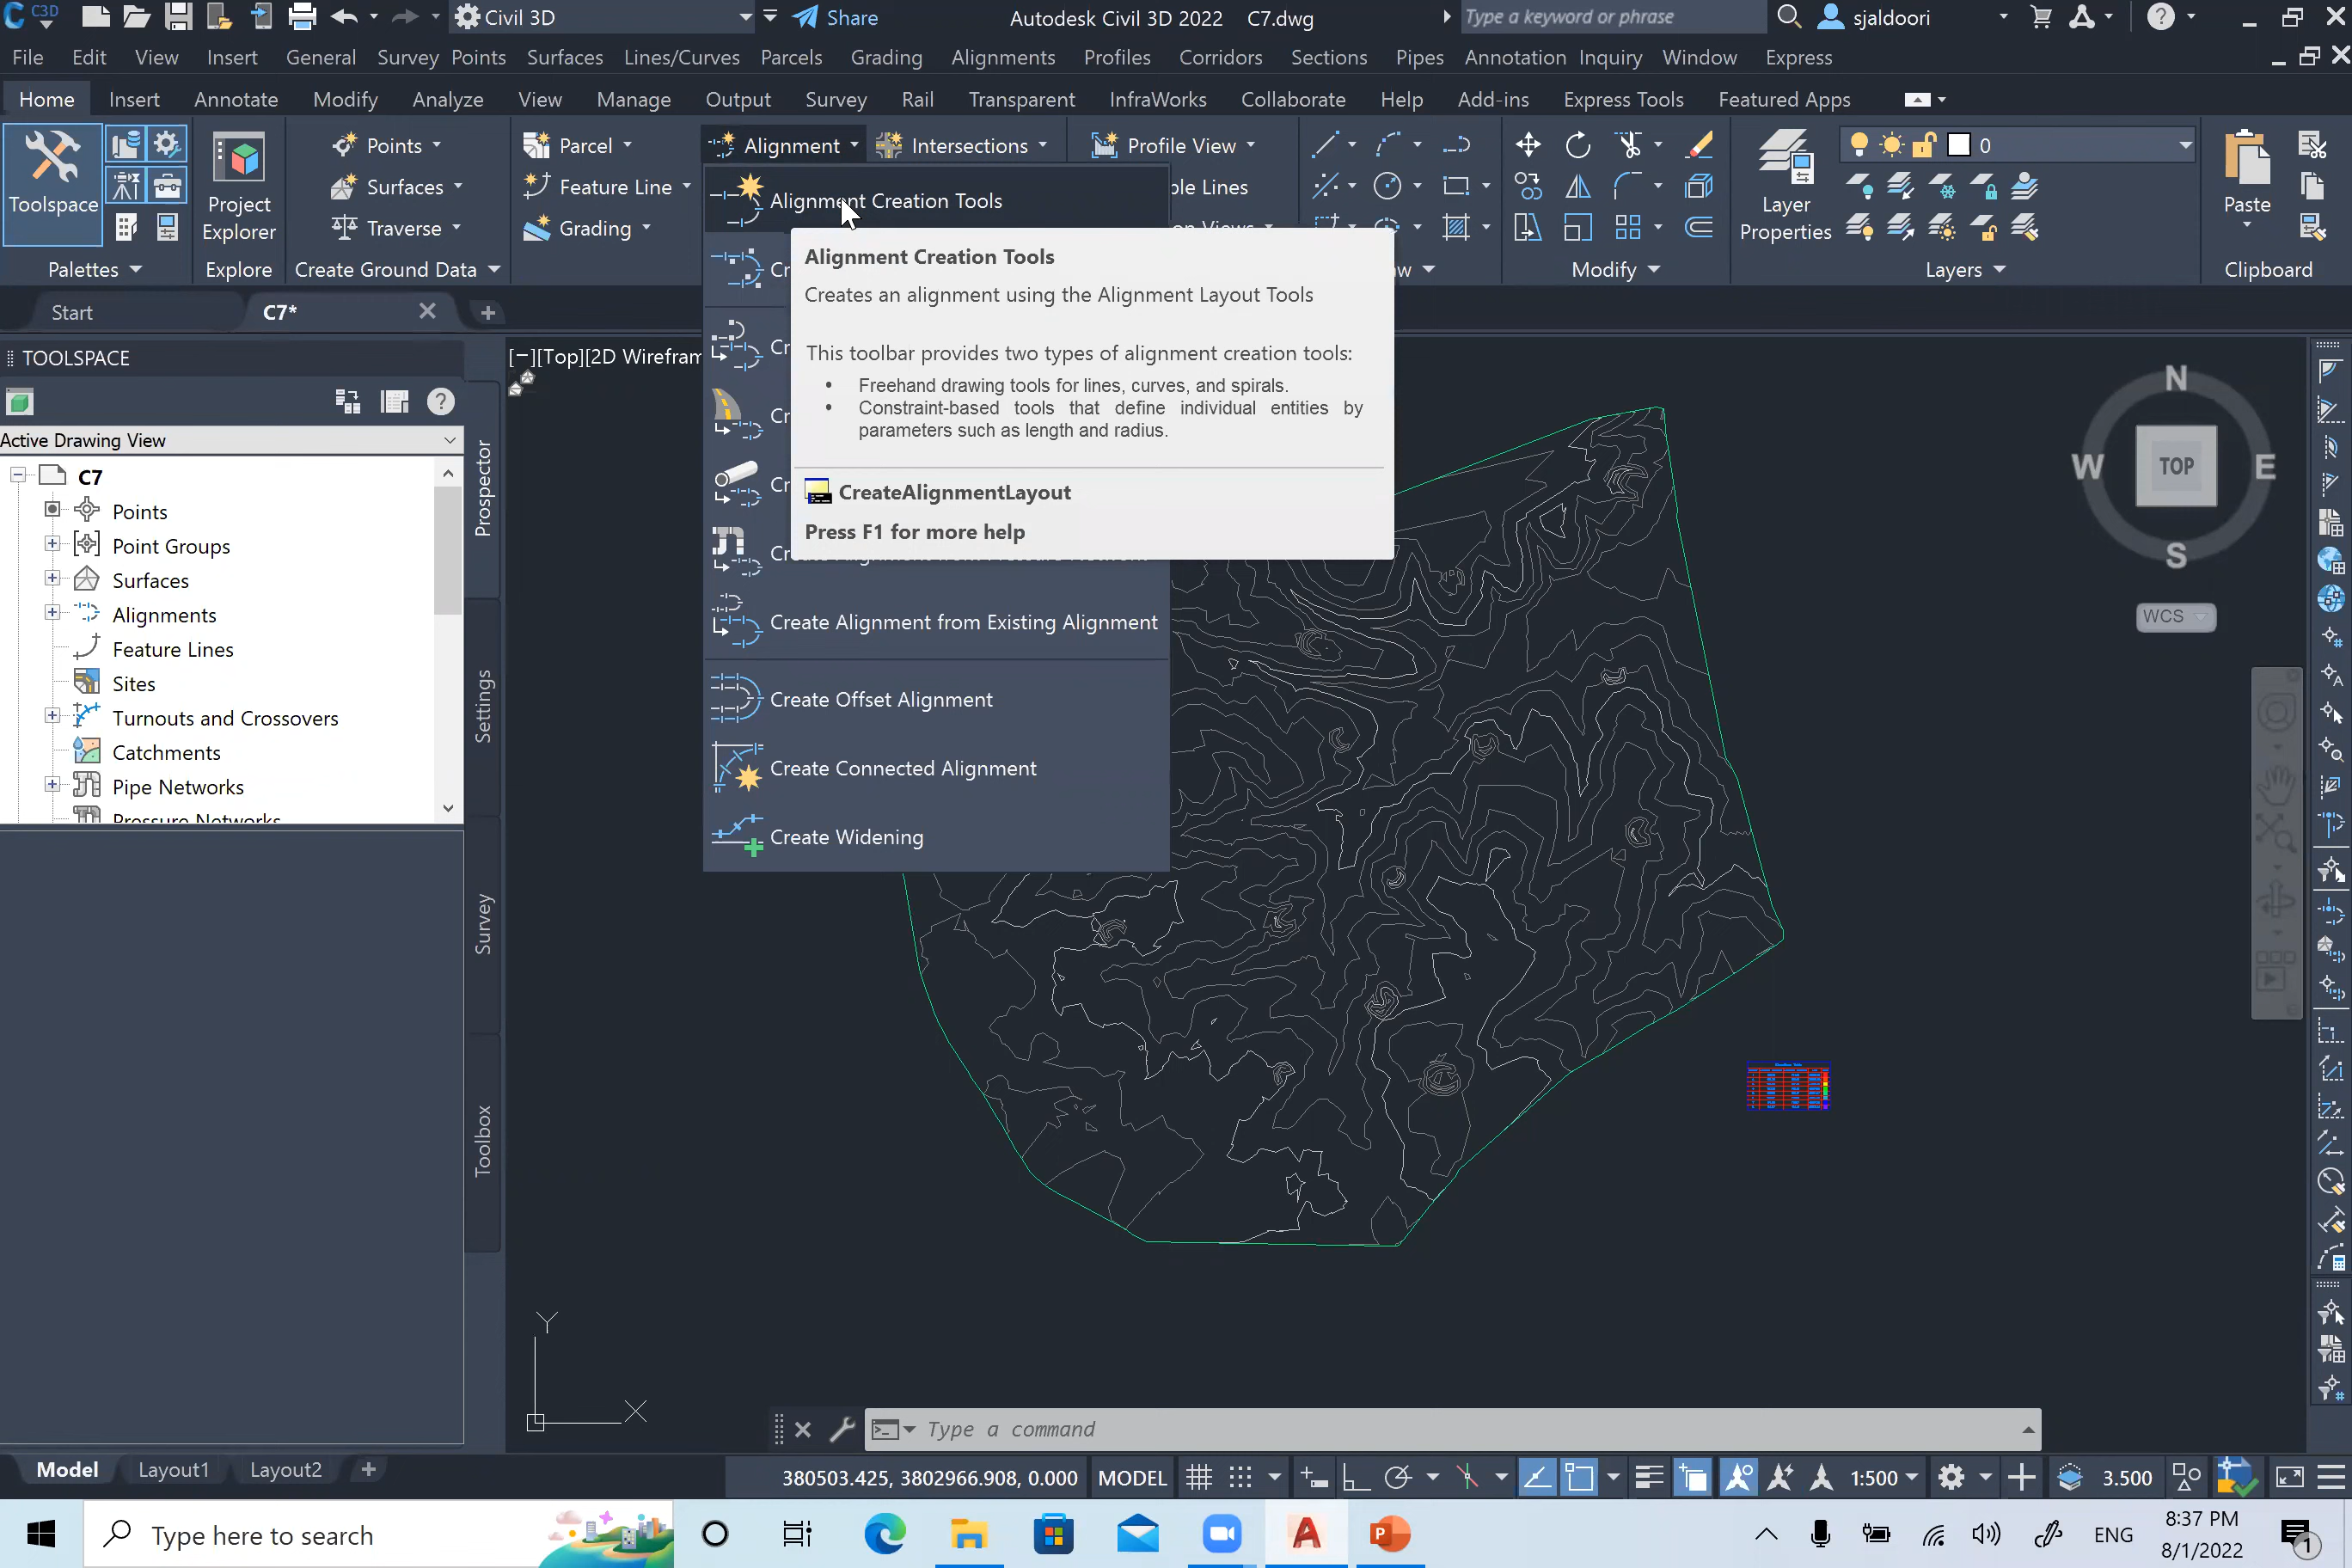 C3D
Civil 3D
Share
Autodesk Civil 3D 2022 C7.dwg
Type a keyword or phrase
sjaldoori
File Edit View Insert General Survey Points Surfaces Lines/Curves Parcels Grading Alignments Profiles Corridors Sections Pipes Annotation Inquiry Window Express
Home Insert Annotate Modify Analyze View Manage Output Survey Rail Transparent InfraWorks Collaborate Help Add-ins Express Tools Featured Apps
Points Parcel Alignment Intersections Profile View 0
Surfaces Feature Line Alignment Creation Tools ple Lines
Toolspace Project Explorer Traverse Grading Layer Properties Paste
Palettes Explore Create Ground Data Modify Layers Clipboard
Start C7*
Alignment Creation Tools
Creates an alignment using the Alignment Layout Tools
This toolbar provides two types of alignment creation tools:
• Freehand drawing tools for lines, curves, and spirals.
• Constraint-based tools that define individual entities by
parameters such as length and radius.
CreateAlignmentLayout
Press F1 for more help
Create Alignment from Existing Alignment
Create Offset Alignment
Create Connected Alignment
Create Widening
TOOLSPACE
[−][Top][2D Wirefram
Active Drawing View
C7
Points
Point Groups
Surfaces
Alignments
Feature Lines
Sites
Turnouts and Crossovers
Catchments
Pipe Networks
Pressure Networks
Prospector
Settings
Survey
Toolbox
N
W TOP E
S
WCS
Y
X
Type a command
Model Layout1 Layout2
380503.425, 3802966.908, 0.000 MODEL 1:500 3.500
Type here to search
ENG
8:37 PM
8/1/2022
1